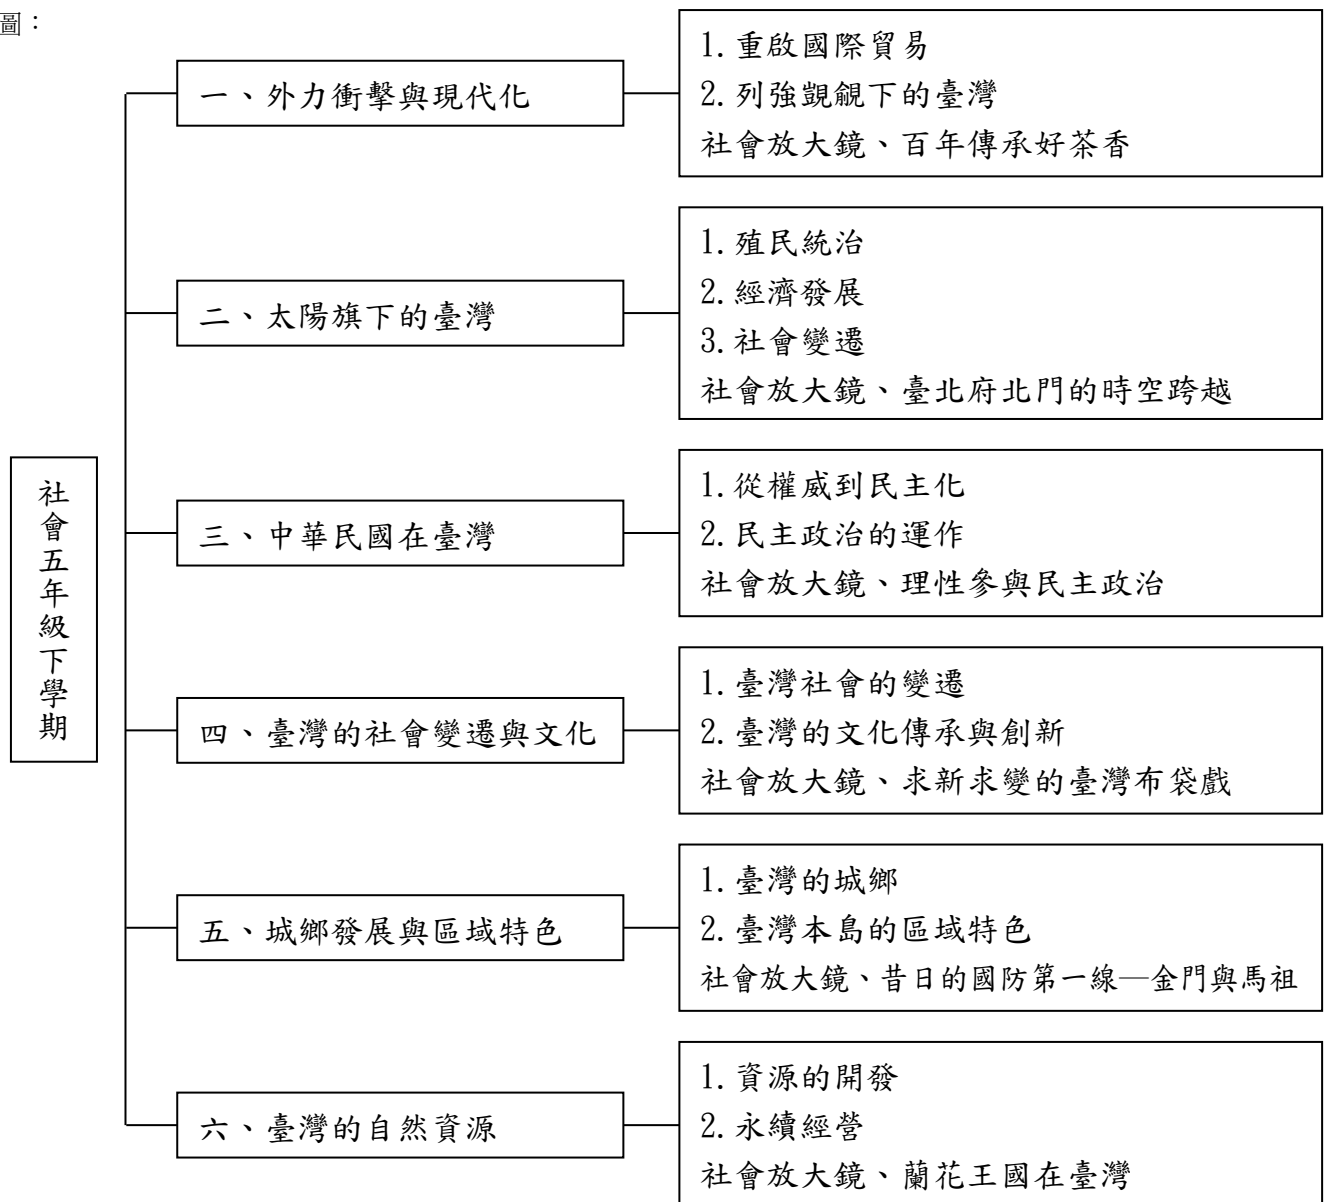 圖：
社會五年級下學期
一、外力衝擊與現代化
1. 重啟國際貿易
2. 列強覬覦下的臺灣
社會放大鏡、百年傳承好茶香
二、太陽旗下的臺灣
1. 殖民統治
2. 經濟發展
3. 社會變遷
社會放大鏡、臺北府北門的時空跨越
三、中華民國在臺灣
1. 從權威到民主化
2. 民主政治的運作
社會放大鏡、理性參與民主政治
四、臺灣的社會變遷與文化
1. 臺灣社會的變遷
2. 臺灣的文化傳承與創新
社會放大鏡、求新求變的臺灣布袋戲
五、城鄉發展與區域特色
1. 臺灣的城鄉
2. 臺灣本島的區域特色
社會放大鏡、昔日的國防第一線—金門與馬祖
六、臺灣的自然資源
1. 資源的開發
2. 永續經營
社會放大鏡、蘭花王國在臺灣